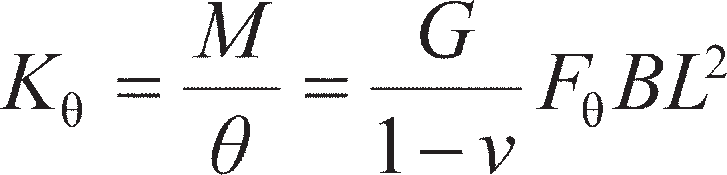 K_θ = M/θ = G/(1 − ν) F_θ B L²